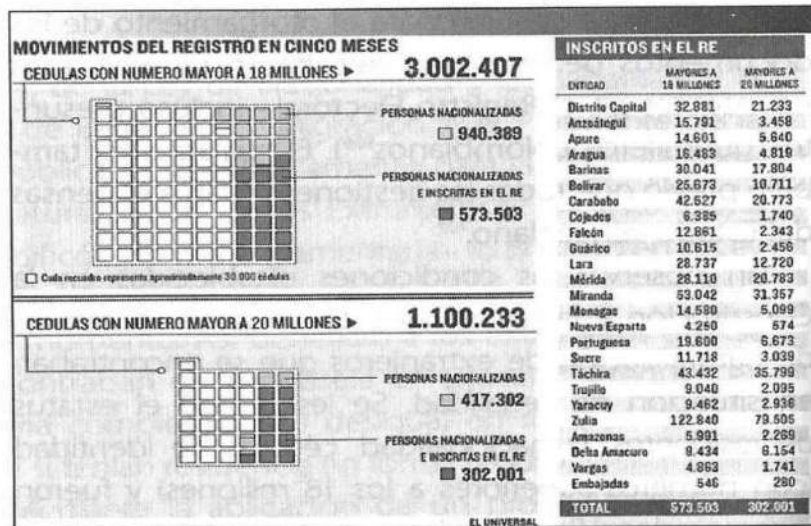 MOVIMIENTOS DEL REGISTRO EN CINCO MESES
CEDULAS CON NUMERO MAYOR A 18 MILLONES ▶ 3.002.407
PERSONAS NACIONALIZADAS
940.389
PERSONAS NACIONALIZADAS
E INSCRITAS EN EL RE
573.503
Cada recuadro representa aproximadamente 30.000 cédulas
CEDULAS CON NUMERO MAYOR A 20 MILLONES ▶ 1.100.233
PERSONAS NACIONALIZADAS
417.302
PERSONAS NACIONALIZADAS
E INSCRITAS EN EL RE
302.001
EL UNIVERSAL
INSCRITOS EN EL RE
ENTIDAD MAYORES A 18 MILLONES MAYORES A 20 MILLONES
Distrito Capital 32.981 21.233
Anzoátegui 15.791 3.458
Apure 14.601 5.640
Aragua 16.483 4.816
Barinas 30.041 17.804
Bolívar 25.673 10.711
Carabobo 42.527 20.773
Cojedes 6.385 1.740
Falcón 12.861 2.343
Guárico 10.615 2.456
Lara 28.737 12.720
Mérida 28.110 20.783
Miranda 53.042 31.357
Monagas 14.580 5.099
Nueva Esparta 4.260 574
Portuguesa 19.600 6.673
Sucre 11.718 3.039
Táchira 43.432 35.799
Trujillo 9.040 2.095
Yaracuy 9.462 2.936
Zulia 122.840 79.505
Amazonas 5.991 2.269
Delta Amacuro 9.434 6.154
Vargas 4.863 1.741
Embajadas 546 280
TOTAL 573.503 302.001